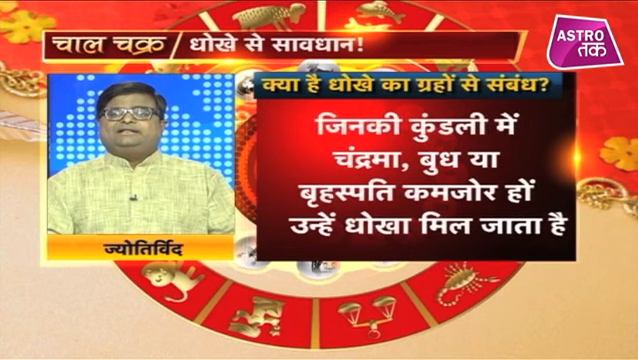 चाल चक्र / धोखे से सावधान!
ASTRO
तक
क्या है धोखे का ग्रहों से संबंध?
जिनकी कुंडली में
चंद्रमा, बुध या
बृहस्पति कमजोर हों
उन्हें धोखा मिल जाता है
ज्योतिर्विद